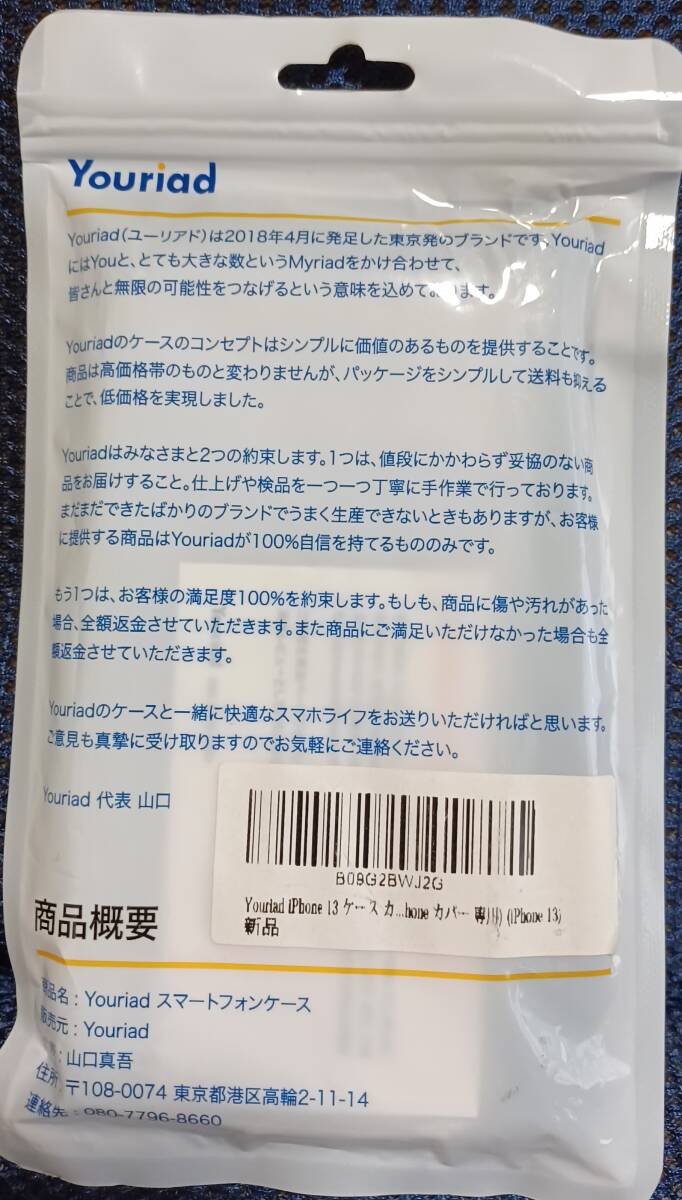 Youriad
Youriad(ユーリアド)は2018年4月に発足した東京発のブランドです。Youriad
にはYouと、とても大きな数というMyriadをかけ合わせて、
皆さんと無限の可能性をつなげるという意味を込めております。
Youriadのケースのコンセプトはシンプルに価値のあるものを提供することです。
商品は高価格帯のものと変わりませんが、パッケージをシンプルして送料も抑える
ことで、低価格を実現しました。
Youriadはみなさまと2つの約束します。1つは、値段にかかわらず妥協のない商
品をお届けすること。仕上げや検品を一つ一つ丁寧に手作業で行っております。
まだまだできたばかりのブランドでうまく生産できないときもありますが、お客様
に提供する商品はYouriadが100%自信を持てるもののみです。
もう1つは、お客様の満足度100%を約束します。もしも、商品に傷や汚れがあった
場合、全額返金させていただきます。また商品にご満足いただけなかった場合も全
額返金させていただきます。
Youriadのケースと一緒に快適なスマホライフをお送りいただければと思います。
ご意見も真摯に受け取りますのでお気軽にご連絡ください。
Youriad 代表 山口
B09G2BWJ2G
Youriad iPhone 13 ケース カ...hone カバー 専用) (iPhone 13)
新品
商品概要
商品名 : Youriad スマートフォンケース
販売元 : Youriad
: 山口真吾
住所 : 〒108-0074 東京都港区高輪2-11-14
連絡先 : 080-7796-8660